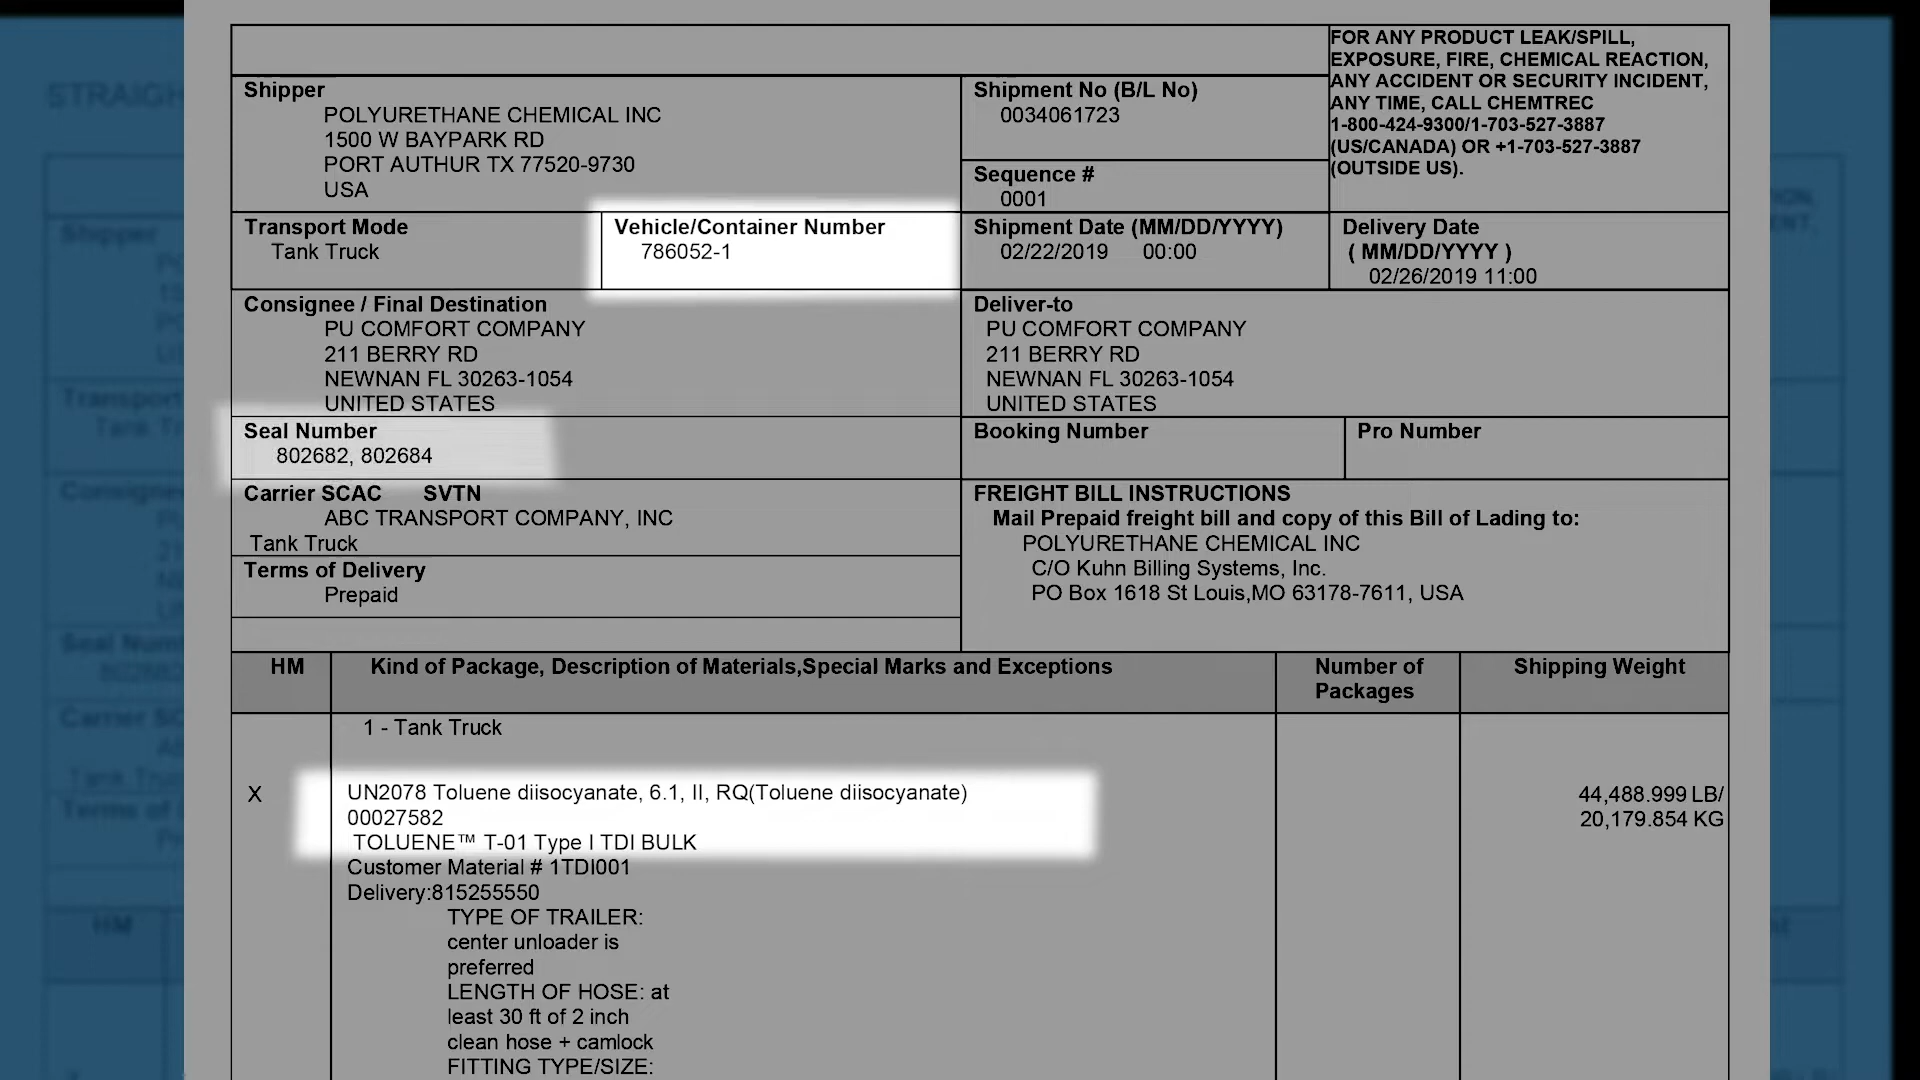 FOR ANY PRODUCT LEAK/SPILL,
EXPOSURE, FIRE, CHEMICAL REACTION,
ANY ACCIDENT OR SECURITY INCIDENT,
ANY TIME, CALL CHEMTREC
1-800-424-9300/1-703-527-3887
(US/CANADA) OR +1-703-527-3887
(OUTSIDE US).
Shipper
POLYURETHANE CHEMICAL INC
1500 W BAYPARK RD
PORT AUTHUR TX 77520-9730
USA
Shipment No (B/L No)
0034061723
Sequence #
0001
Transport Mode
Tank Truck
Vehicle/Container Number
786052-1
Shipment Date (MM/DD/YYYY)
02/22/2019 00:00
Delivery Date
( MM/DD/YYYY )
02/26/2019 11:00
Consignee / Final Destination
PU COMFORT COMPANY
211 BERRY RD
NEWNAN FL 30263-1054
UNITED STATES
Deliver-to
PU COMFORT COMPANY
211 BERRY RD
NEWNAN FL 30263-1054
UNITED STATES
Seal Number
802682, 802684
Booking Number
Pro Number
Carrier SCAC SVTN
ABC TRANSPORT COMPANY, INC
Tank Truck
Terms of Delivery
Prepaid
FREIGHT BILL INSTRUCTIONS
Mail Prepaid freight bill and copy of this Bill of Lading to:
POLYURETHANE CHEMICAL INC
C/O Kuhn Billing Systems, Inc.
PO Box 1618 St Louis,MO 63178-7611, USA
HM
Kind of Package, Description of Materials,Special Marks and Exceptions
Number of
Packages
Shipping Weight
1 - Tank Truck
X
UN2078 Toluene diisocyanate, 6.1, II, RQ(Toluene diisocyanate)
00027582
TOLUENE™ T-01 Type I TDI BULK
44,488.999 LB/
20,179.854 KG
Customer Material # 1TDI001
Delivery:815255550
TYPE OF TRAILER:
center unloader is
preferred
LENGTH OF HOSE: at
least 30 ft of 2 inch
clean hose + camlock
FITTING TYPE/SIZE: